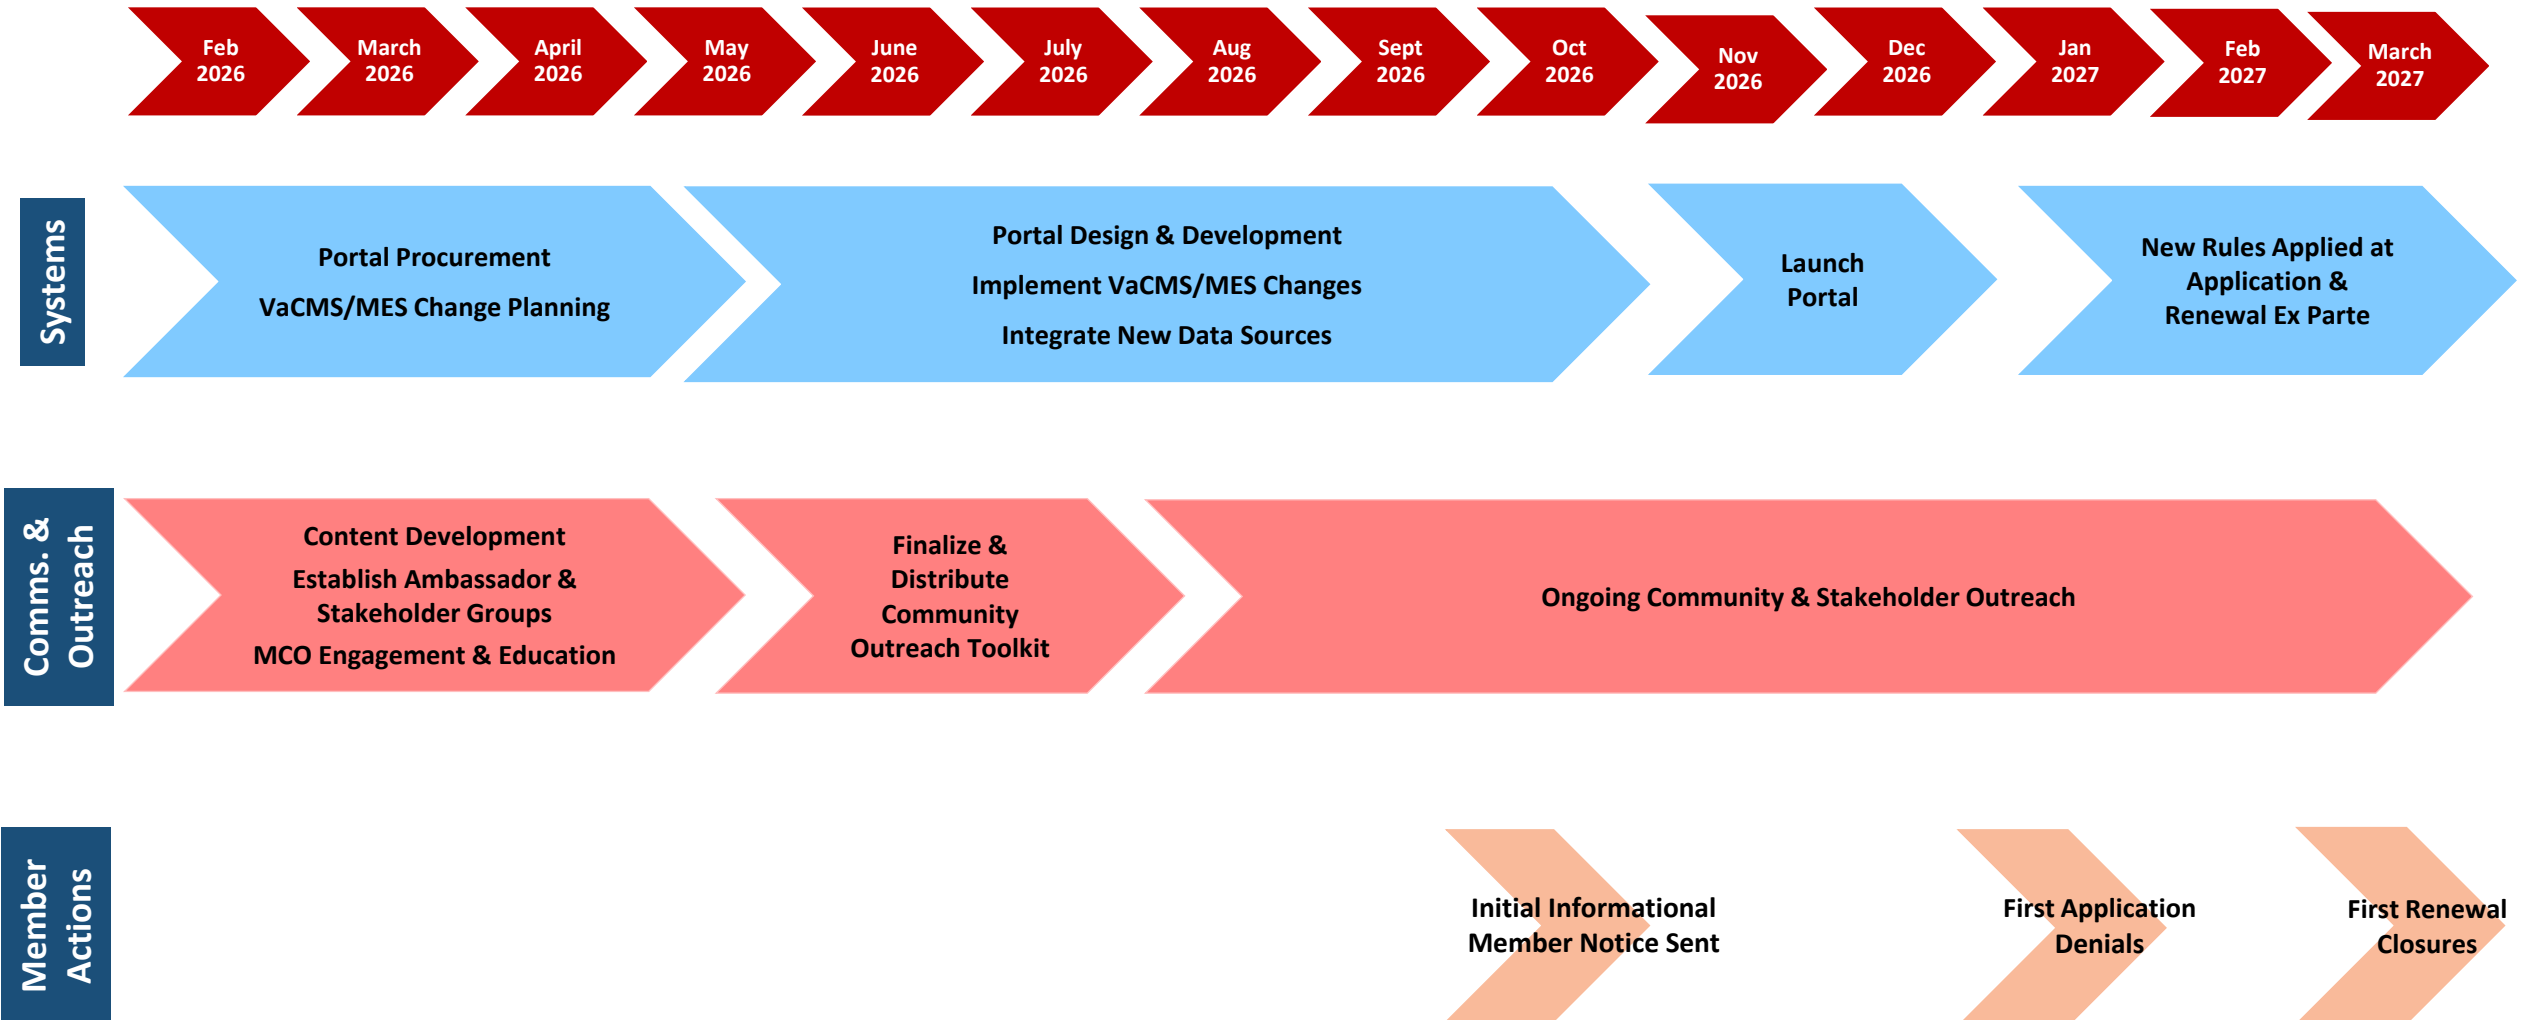 Feb
2026
March
2026
April
2026
May
2026
June
2026
July
2026
Aug
2026
Sept
2026
Oct
2026
Nov
2026
Dec
2026
Jan
2027
Feb
2027
March
2027
Systems
Portal Procurement
VaCMS/MES Change Planning
Portal Design & Development
Implement VaCMS/MES Changes
Integrate New Data Sources
Launch
Portal
New Rules Applied at
Application &
Renewal Ex Parte
Comms. &
Outreach
Content Development
Establish Ambassador &
Stakeholder Groups
MCO Engagement & Education
Finalize &
Distribute
Community
Outreach Toolkit
Ongoing Community & Stakeholder Outreach
Member
Actions
Initial Informational
Member Notice Sent
First Application
Denials
First Renewal
Closures